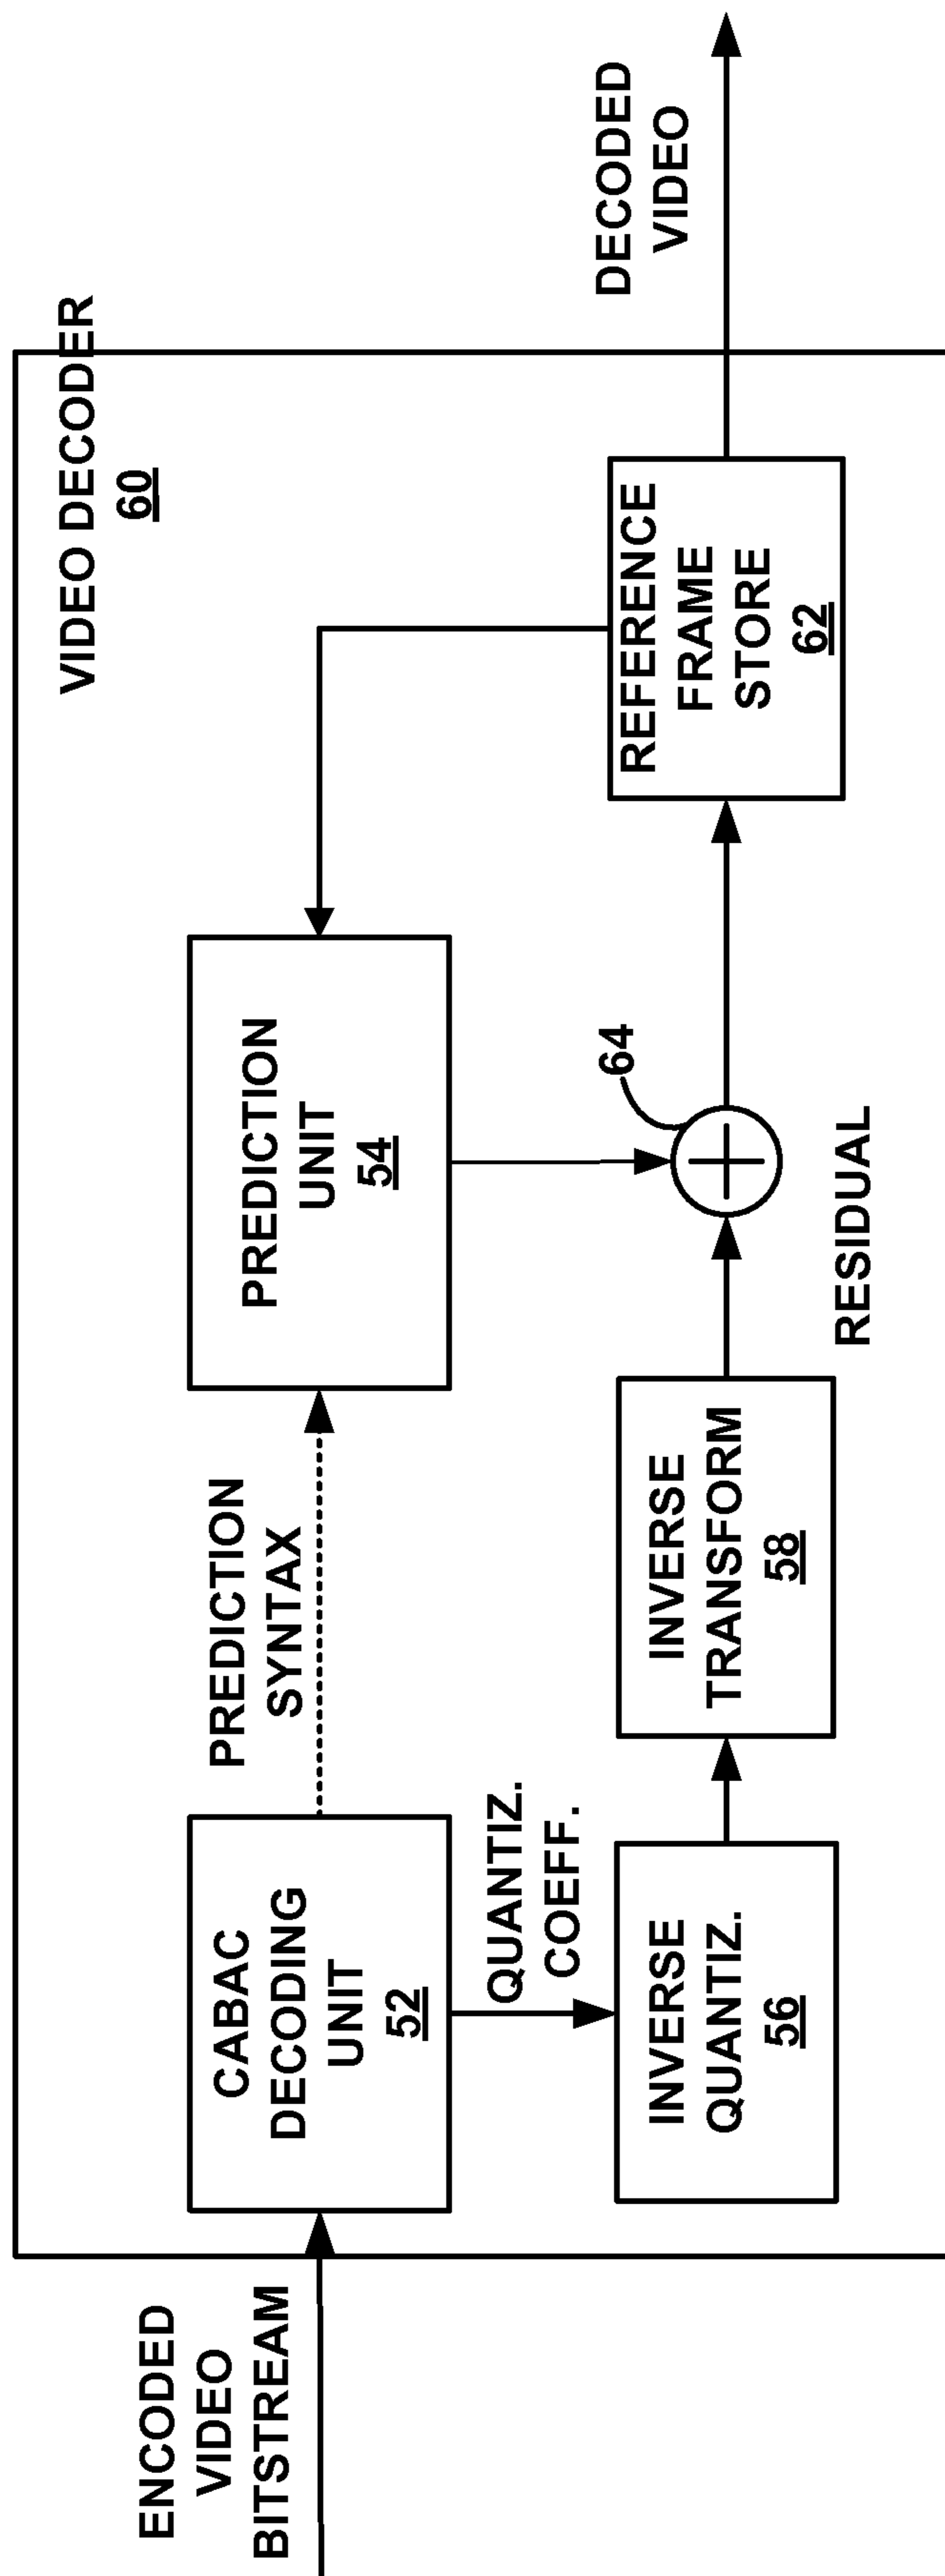 VIDEO DECODER
60
ENCODED
VIDEO
BITSTREAM
CABAC
DECODING
UNIT
52
PREDICTION
SYNTAX
PREDICTION
UNIT
54
QUANTIZ.
COEFF.
INVERSE
QUANTIZ.
56
INVERSE
TRANSFORM
58
RESIDUAL
64
REFERENCE
FRAME
STORE
62
DECODED
VIDEO